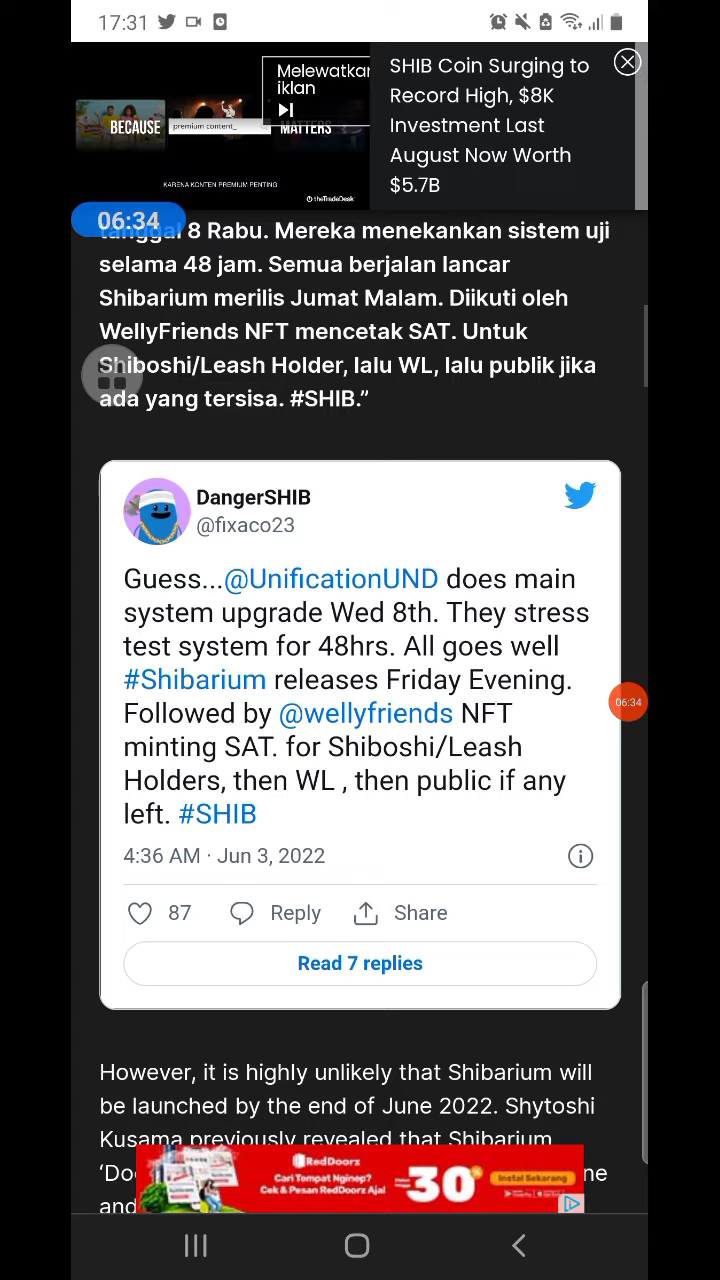 17:31
Melewatkan
iklan
BECAUSE
premium content_
MATTERS
KARENA KONTEN PREMIUM PENTING
theTradeDesk
SHIB Coin Surging to
Record High, $8K
Investment Last
August Now Worth
$5.7B
06:34
tanggal 8 Rabu. Mereka menekankan sistem uji
selama 48 jam. Semua berjalan lancar
Shibarium merilis Jumat Malam. Diikuti oleh
WellyFriends NFT mencetak SAT. Untuk
Shiboshi/Leash Holder, lalu WL, lalu publik jika
ada yang tersisa. #SHIB.”
DangerSHIB
@fixaco23
Guess...@UnificationUND does main
system upgrade Wed 8th. They stress
test system for 48hrs. All goes well
#Shibarium releases Friday Evening.
Followed by @wellyfriends NFT
minting SAT. for Shiboshi/Leash
Holders, then WL , then public if any
left. #SHIB
06:34
4:36 AM · Jun 3, 2022
87 Reply Share
Read 7 replies
However, it is highly unlikely that Shibarium will
be launched by the end of June 2022. Shytoshi
Kusama previously revealed that Shibarium
‘Do ne
and
RedDoorz
Cari Tempat Nginep?
Cek & Pesan RedDoorz Aja!
30%
Instal Sekarang